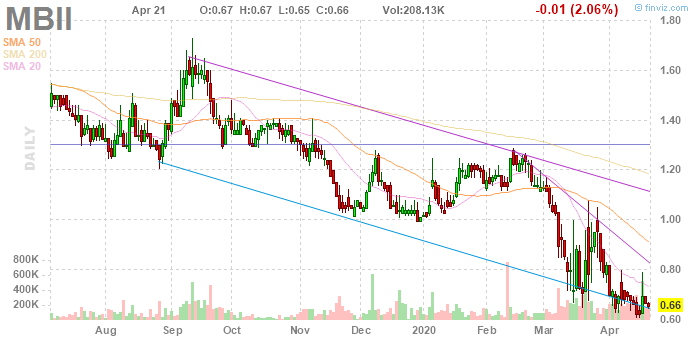 MBII
Apr 21 O:0.67 H:0.67 L:0.65 C:0.66 Vol:208.13K -0.01 (2.06%)
© finviz.com
SMA 50
SMA 200
SMA 20
DAILY
1.80
1.60
1.40
1.20
1.00
0.80
0.66
0.60
800K
600K
400K
200K
Aug Sep Oct Nov Dec 2020 Feb Mar Apr